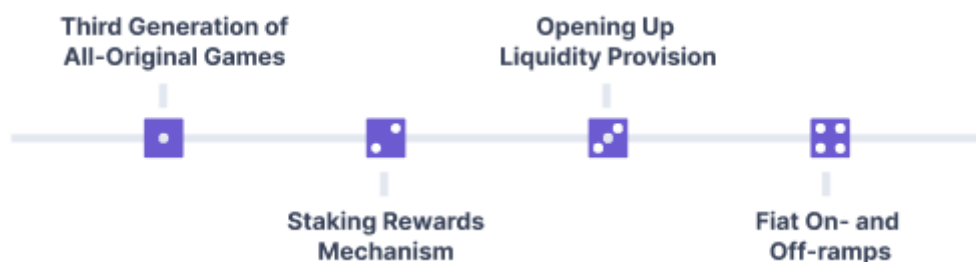 Third Generation of
All-Original Games
Staking Rewards
Mechanism
Opening Up
Liquidity Provision
Fiat On- and
Off-ramps